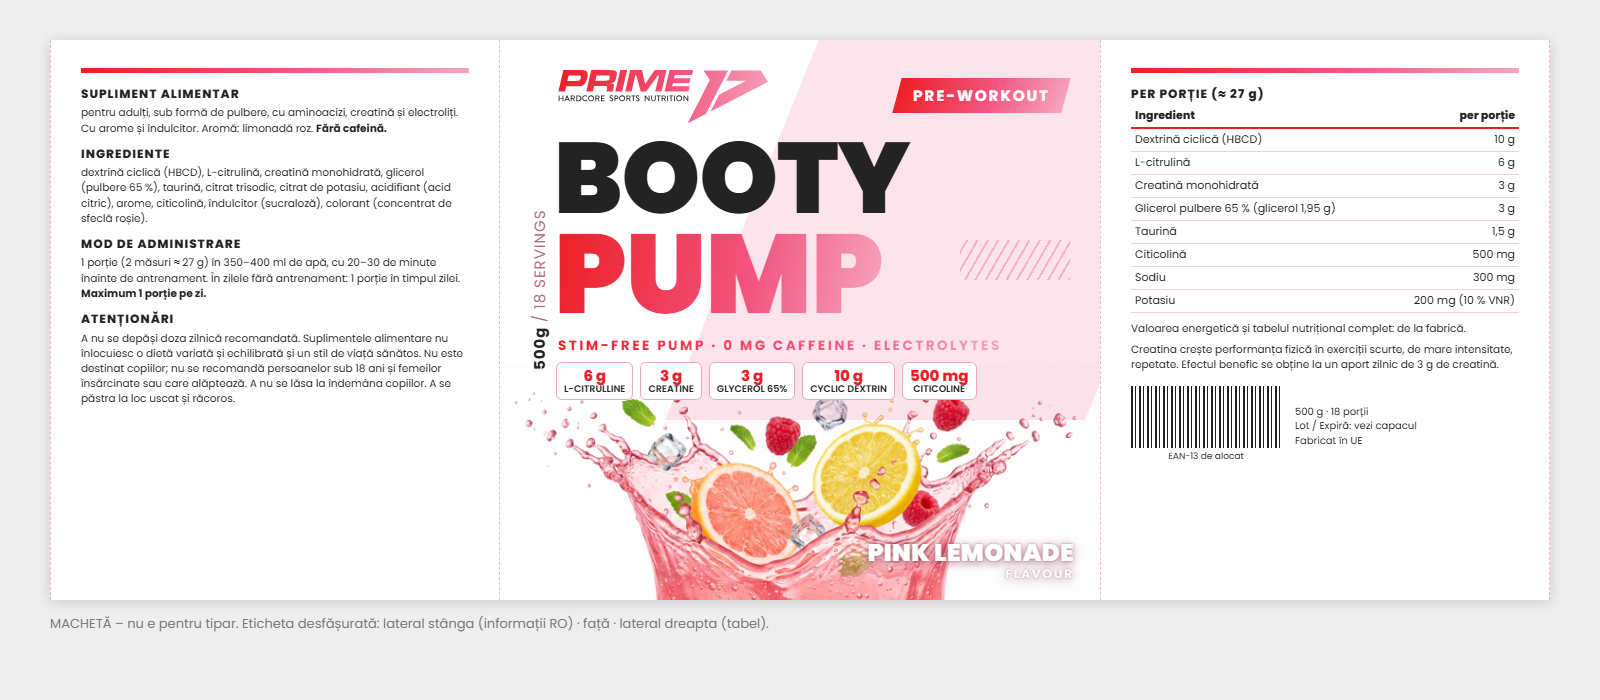 SUPLIMENT ALIMENTAR
pentru adulți, sub formă de pulbere, cu aminoacizi, creatină și electroliți.
Cu arome și îndulcitor. Aromă: limonadă roz. Fără cafeină.
INGREDIENTE
dextrină ciclică (HBCD), L-citrulină, creatină monohidrată, glicerol
(pulbere 65 %), taurină, citrat trisodic, citrat de potasiu, acidifiant (acid
citric), arome, citicolină, îndulcitor (sucraloză), colorant (concentrat de
sfeclă roșie).
MOD DE ADMINISTRARE
1 porție (2 măsuri ≈ 27 g) în 350–400 ml de apă, cu 20–30 de minute
înainte de antrenament. În zilele fără antrenament: 1 porție în timpul zilei.
Maximum 1 porție pe zi.
ATENȚIONĂRI
A nu se depăși doza zilnică recomandată. Suplimentele alimentare nu
înlocuiesc o dietă variată și echilibrată și un stil de viață sănătos. Nu este
destinat copiilor; nu se recomandă persoanelor sub 18 ani și femeilor
însărcinate sau care alăptează. A nu se lăsa la îndemâna copiilor. A se
păstra la loc uscat și răcoros.
PRIME
HARDCORE SPORTS NUTRITION
PRE-WORKOUT
BOOTY
PUMP
500g / 18 SERVINGS
STIM-FREE PUMP · 0 MG CAFFEINE · ELECTROLYTES
6 g
L-CITRULLINE
3 g
CREATINE
3 g
GLYCEROL 65%
10 g
CYCLIC DEXTRIN
500 mg
CITICOLINE
PINK LEMONADE
FLAVOUR
PER PORȚIE (≈ 27 g)
Ingredient per porție
Dextrină ciclică (HBCD) 10 g
L-citrulină 6 g
Creatină monohidrată 3 g
Glicerol pulbere 65 % (glicerol 1,95 g) 3 g
Taurină 1,5 g
Citicolină 500 mg
Sodiu 300 mg
Potasiu 200 mg (10 % VNR)
Valoarea energetică și tabelul nutrițional complet: de la fabrică.
Creatina crește performanța fizică în exerciții scurte, de mare intensitate,
repetate. Efectul benefic se obține la un aport zilnic de 3 g de creatină.
EAN-13 de alocat
500 g · 18 porții
Lot / Expiră: vezi capacul
Fabricat în UE
MACHETĂ – nu e pentru tipar. Eticheta desfășurată: lateral stânga (informații RO) · față · lateral dreapta (tabel).